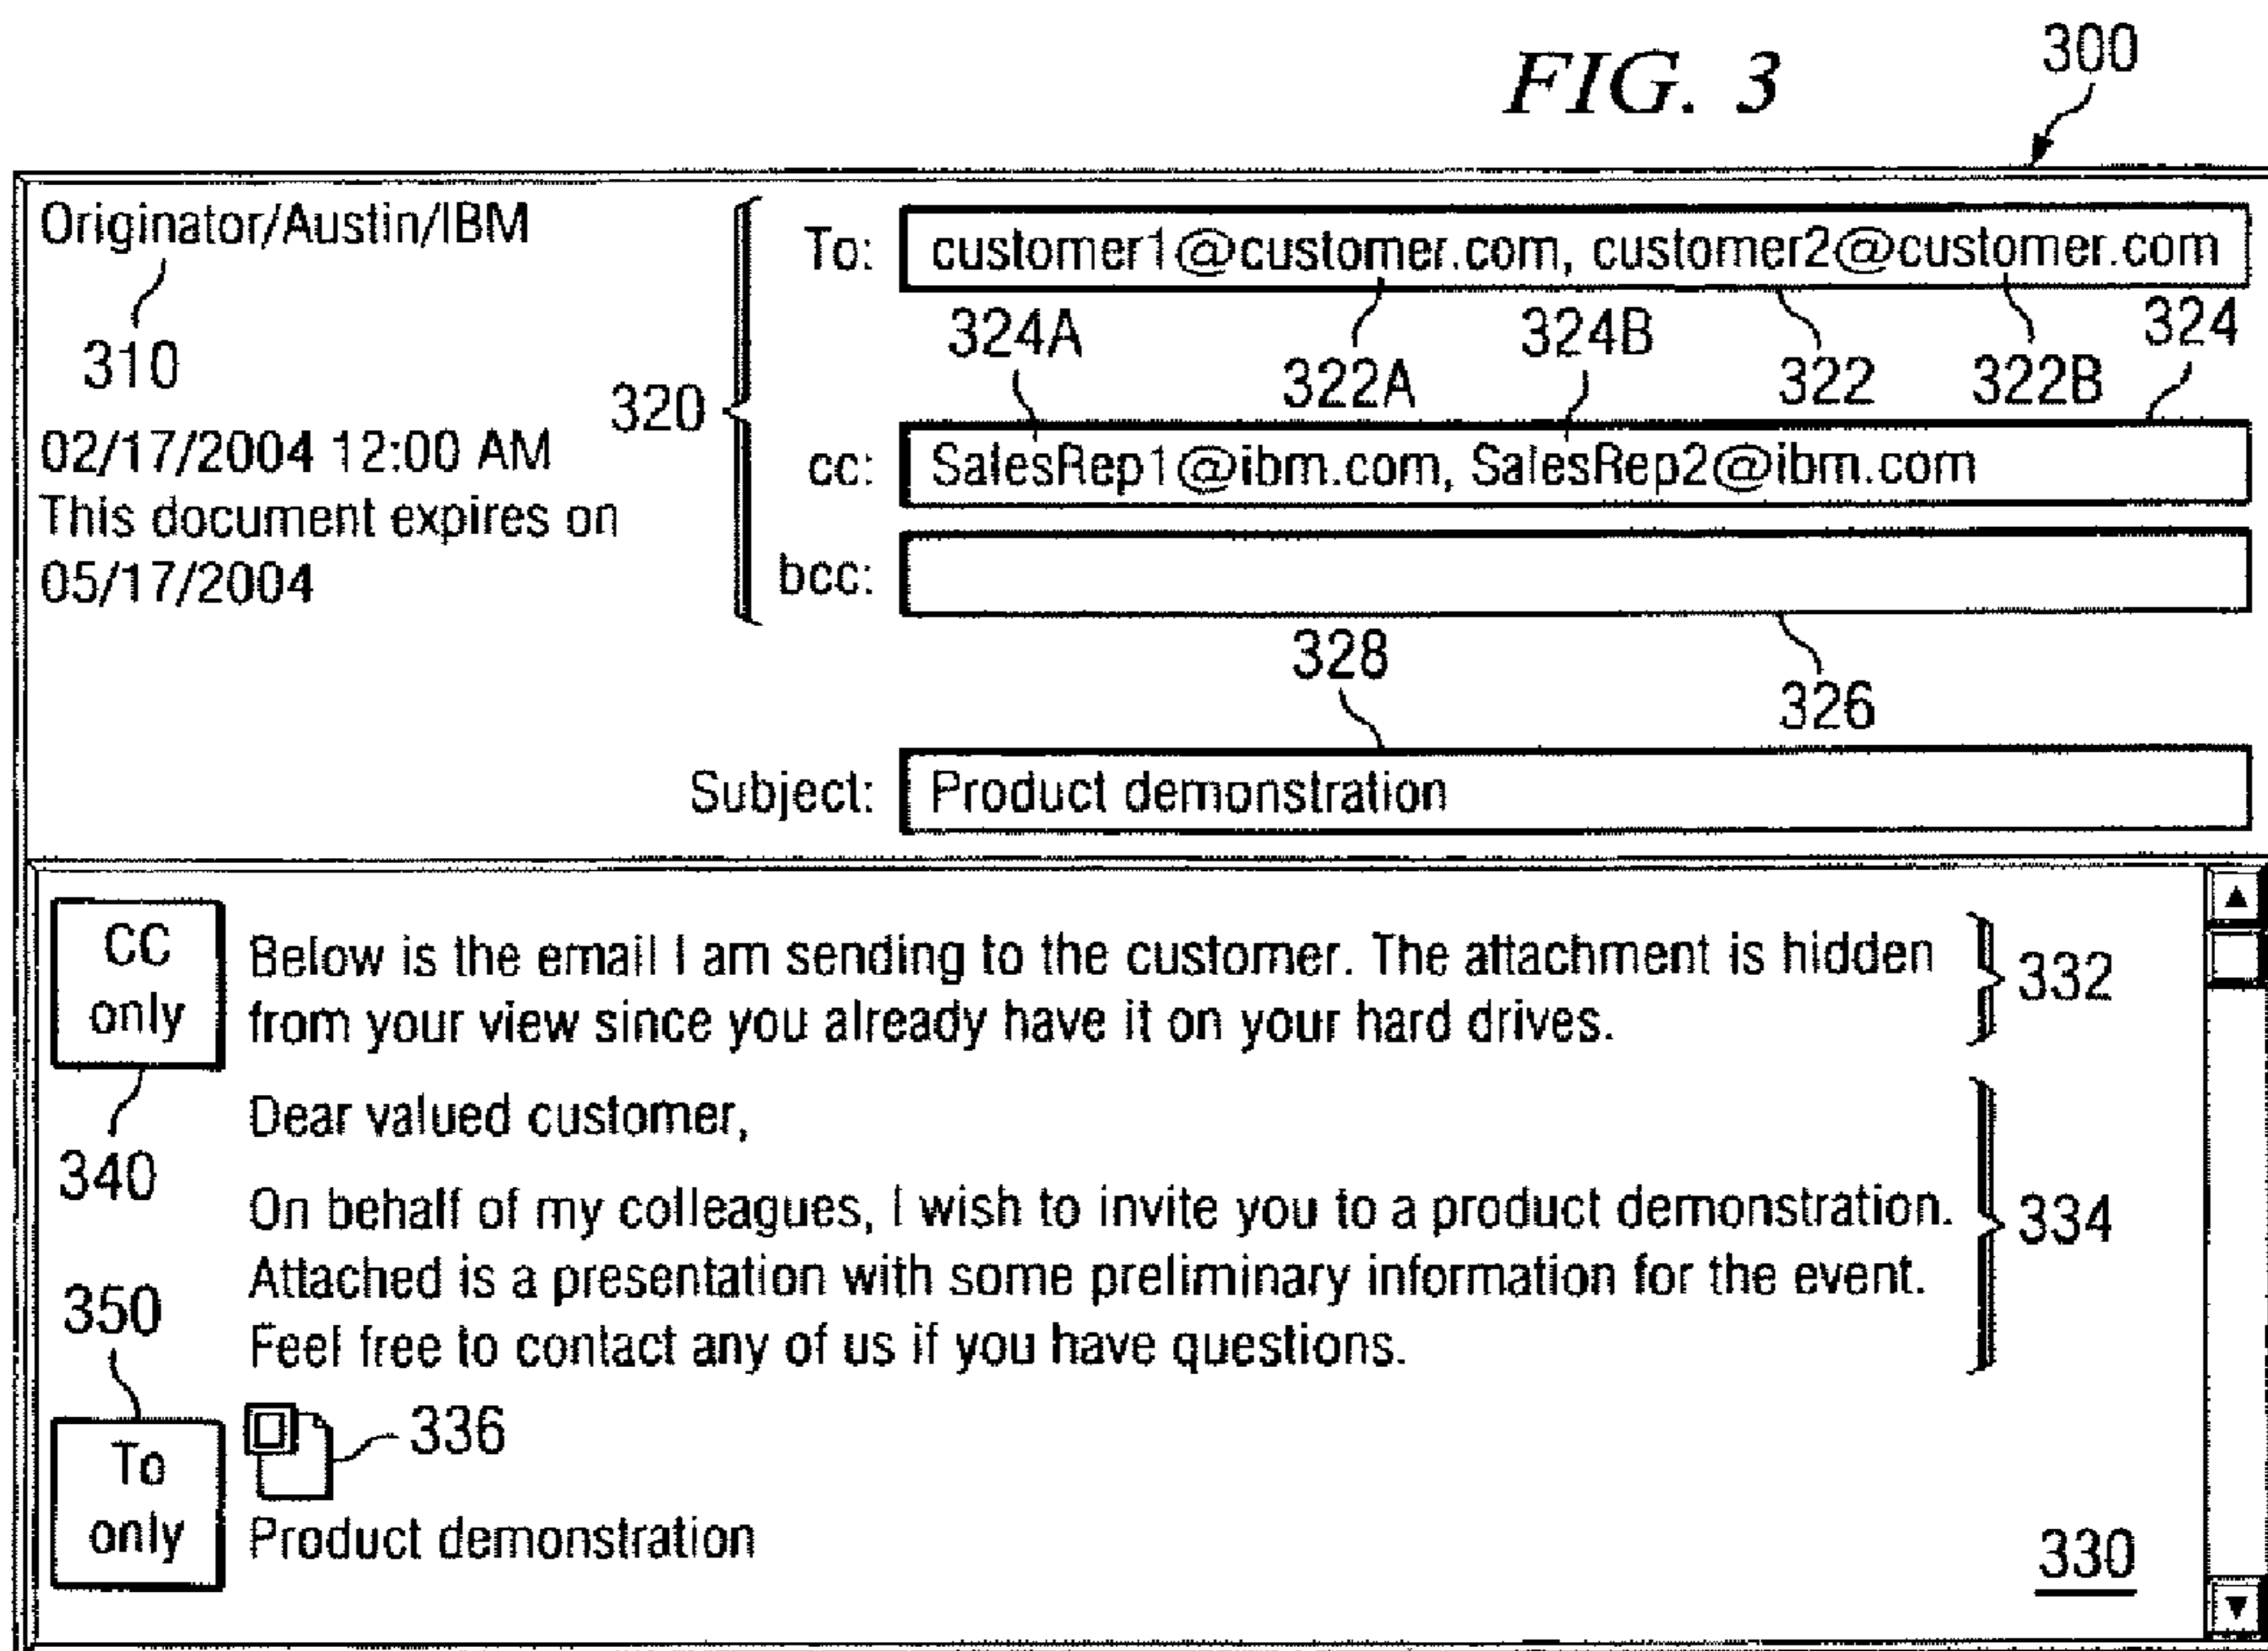 FIG. 3
300
Originator/Austin/IBM
310
02/17/2004 12:00 AM
This document expires on
05/17/2004
320
To: customer1@customer.com, customer2@customer.com
324A 322A 324B 322 322B 324
cc: SalesRep1@ibm.com, SalesRep2@ibm.com
bcc:
328
326
Subject: Product demonstration
CC
only
340
Below is the email I am sending to the customer. The attachment is hidden
from your view since you already have it on your hard drives.
332
Dear valued customer,
On behalf of my colleagues, I wish to invite you to a product demonstration.
Attached is a presentation with some preliminary information for the event.
Feel free to contact any of us if you have questions.
334
350
To
only
336
Product demonstration
330